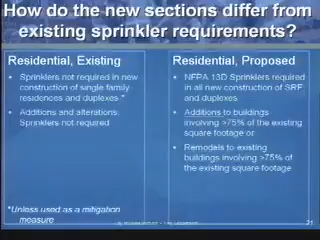 How do the new sections differ from
existing sprinkler requirements?
Residential, Existing
• Sprinklers not required in new
construction of single family
residences and duplexes *
• Additions and alterations:
Sprinklers not required
*Unless used as a mitigation
measure
Residential, Proposed
• NFPA 13D Sprinklers required
in all new construction of SRF
and duplexes
• Additions to buildings
involving >75% of the existing
square footage or
• Remodels to existing
buildings involving >75% of
the existing square footage
31